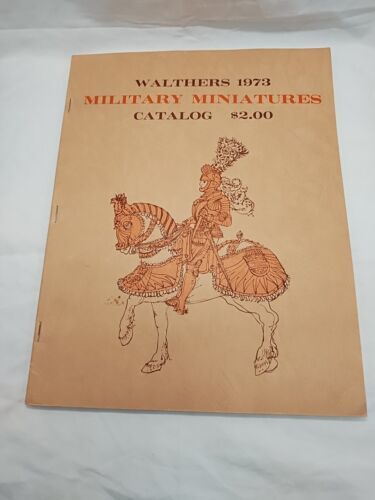 WALTHERS 1973
MILITARY MINIATURES
CATALOG $2.00